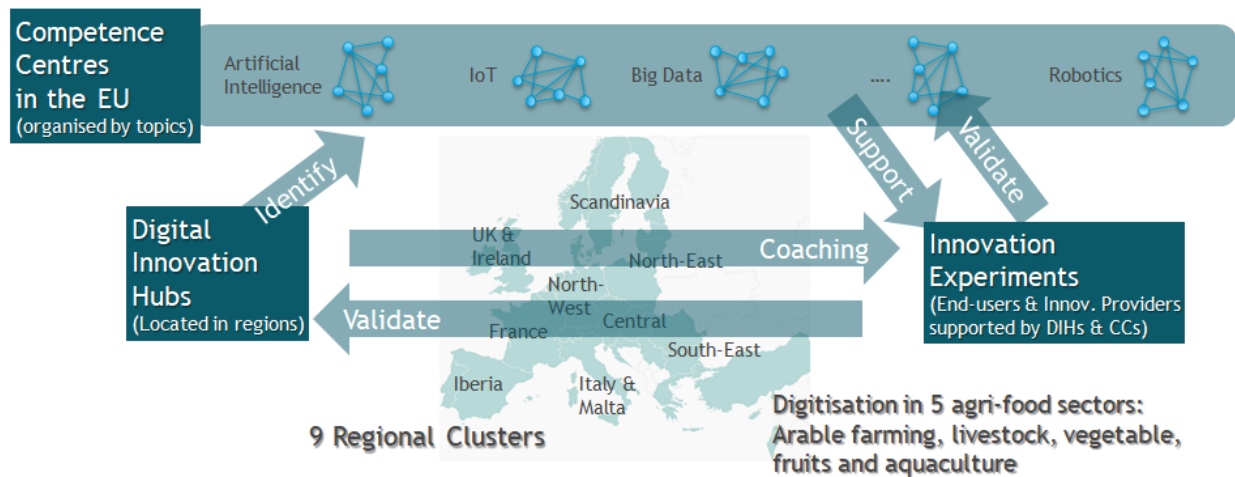 Competence
Centres
in the EU
(organised by topics)
Artificial
Intelligence
IoT
Big Data
....
Robotics
Identify
Support
Validate
Digital
Innovation
Hubs
(Located in regions)
Scandinavia
UK &
Ireland
North-East
Coaching
North-
West
Validate
France
Central
South-East
Iberia
Italy &
Malta
Innovation
Experiments
(End-users & Innov. Providers
supported by DIHs & CCs)
9 Regional Clusters
Digitisation in 5 agri-food sectors:
Arable farming, livestock, vegetable,
fruits and aquaculture